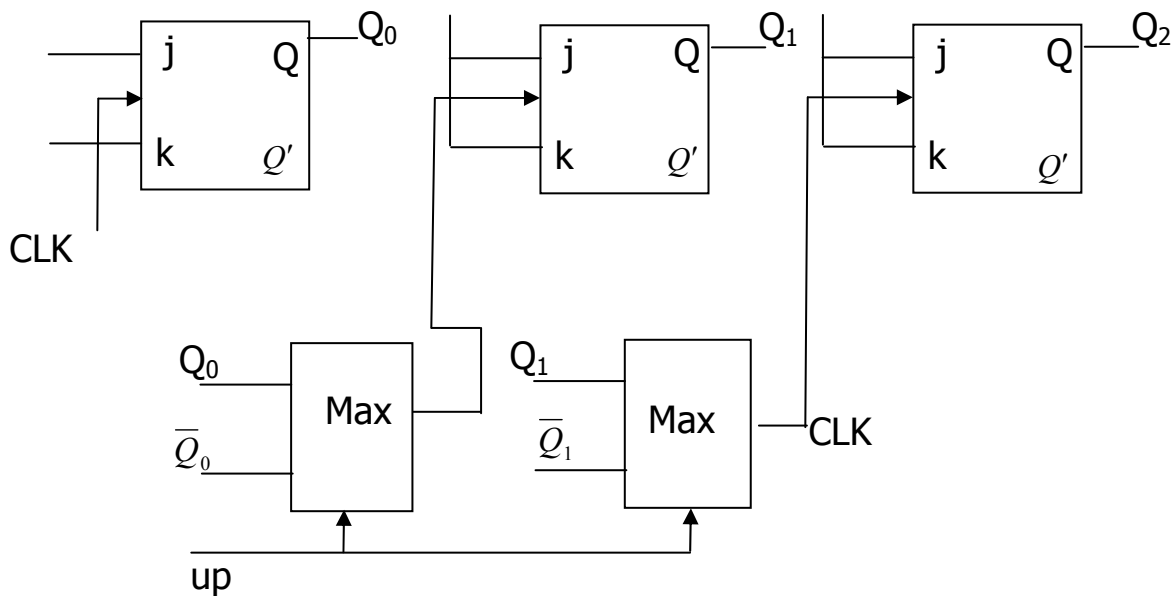 Q₀
j Q
k Q'
CLK
Q₁
j Q
k Q'
Q₂
j Q
k Q'
Q₀
Max
Q̅₀
Q₁
Max
CLK
Q̅₁
up